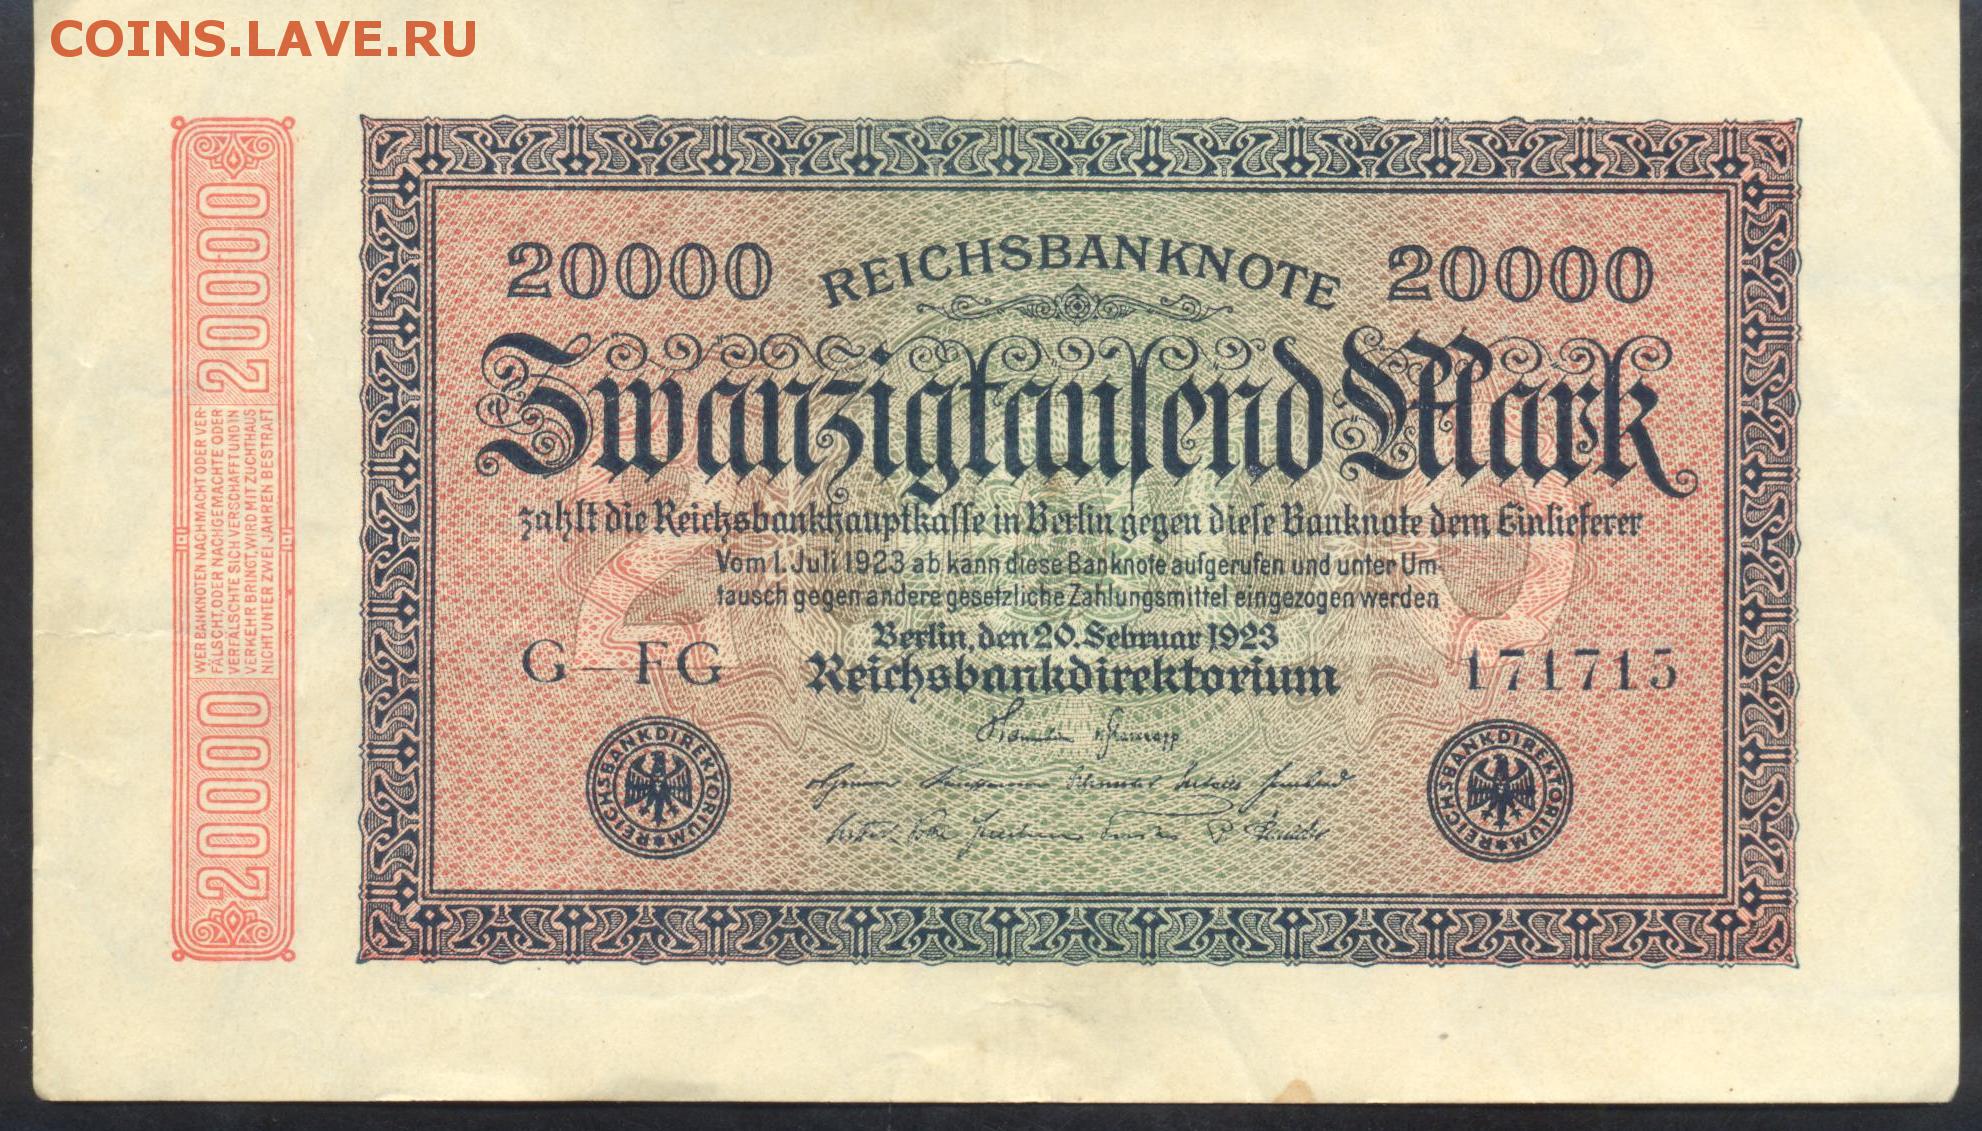 COINS.LAVE.RU
20000
WER BANKNOTEN NACHMACHT ODER VER-
FÄLSCHT, ODER NACHGEMACHTE ODER
VERFÄLSCHTE SICH VERSCHAFFT UND IN
VERKEHR BRINGT, WIRD MIT ZUCHTHAUS
NICHT UNTER ZWEI JAHREN BESTRAFT
20000
20000 REICHSBANKNOTE 20000
Zwanzigtauſend Mark
zahlt die Reichsbankhauptkaſſe in Berlin gegen dieſe Banknote dem Einlieferer
Vom 1. Juli 1923 ab kann diese Banknote aufgerufen und unter Um-
tausch gegen andere gesetzliche Zahlungsmittel eingezogen werden
Berlin, den 20. Februar 1923
G-FG Reichsbankdirektorium 171715
REICHSBANKDIREKTORIUM
REICHSBANKDIREKTORIUM